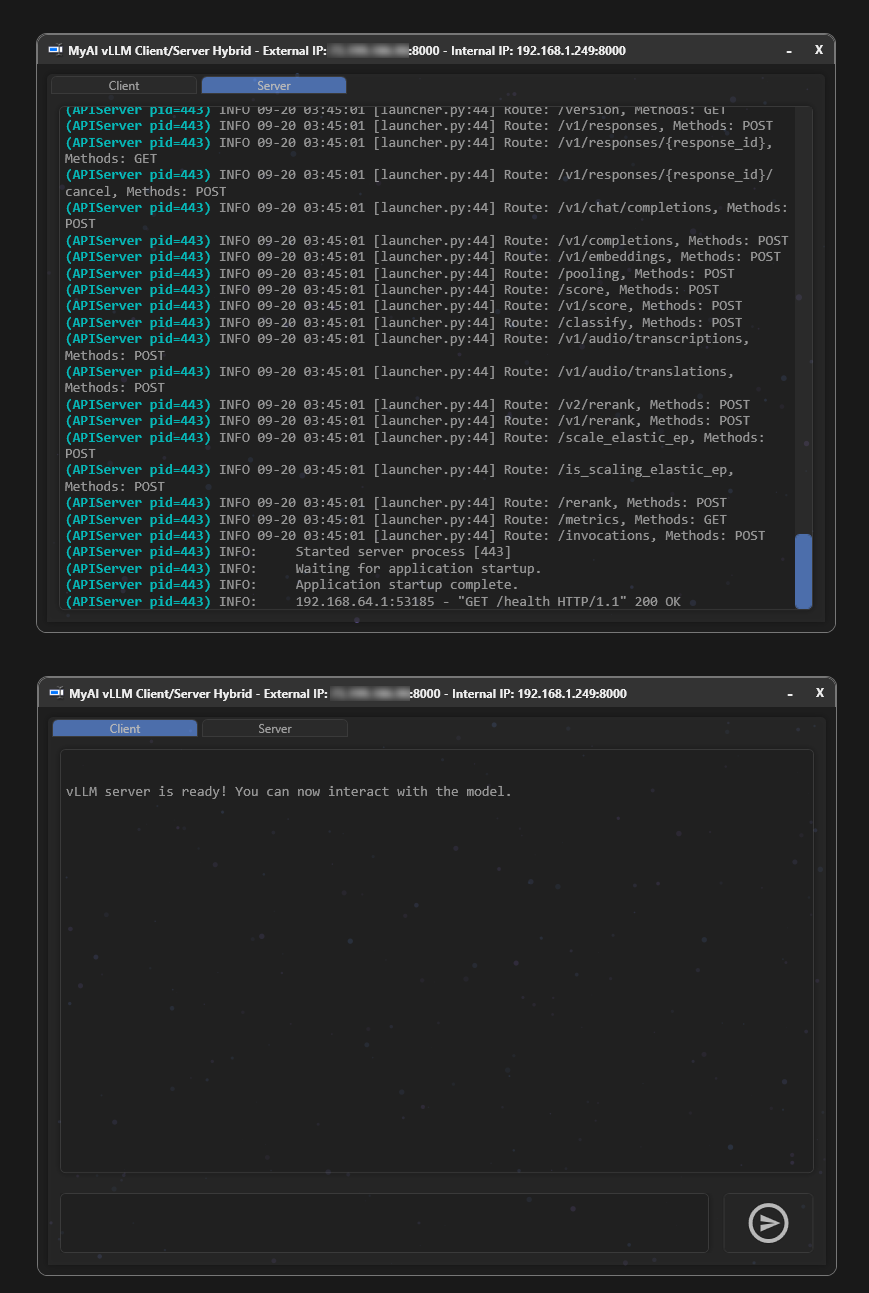 MyAI vLLM Client/Server Hybrid - External IP: :8000 - Internal IP: 192.168.1.249:8000
- X
Client Server
(APIServer pid=443) INFO 09-20 03:45:01 [launcher.py:44] Route: /version, Methods: GET
(APIServer pid=443) INFO 09-20 03:45:01 [launcher.py:44] Route: /v1/responses, Methods: POST
(APIServer pid=443) INFO 09-20 03:45:01 [launcher.py:44] Route: /v1/responses/{response_id},
Methods: GET
(APIServer pid=443) INFO 09-20 03:45:01 [launcher.py:44] Route: /v1/responses/{response_id}/
cancel, Methods: POST
(APIServer pid=443) INFO 09-20 03:45:01 [launcher.py:44] Route: /v1/chat/completions, Methods:
POST
(APIServer pid=443) INFO 09-20 03:45:01 [launcher.py:44] Route: /v1/completions, Methods: POST
(APIServer pid=443) INFO 09-20 03:45:01 [launcher.py:44] Route: /v1/embeddings, Methods: POST
(APIServer pid=443) INFO 09-20 03:45:01 [launcher.py:44] Route: /pooling, Methods: POST
(APIServer pid=443) INFO 09-20 03:45:01 [launcher.py:44] Route: /score, Methods: POST
(APIServer pid=443) INFO 09-20 03:45:01 [launcher.py:44] Route: /v1/score, Methods: POST
(APIServer pid=443) INFO 09-20 03:45:01 [launcher.py:44] Route: /classify, Methods: POST
(APIServer pid=443) INFO 09-20 03:45:01 [launcher.py:44] Route: /v1/audio/transcriptions,
Methods: POST
(APIServer pid=443) INFO 09-20 03:45:01 [launcher.py:44] Route: /v1/audio/translations,
Methods: POST
(APIServer pid=443) INFO 09-20 03:45:01 [launcher.py:44] Route: /v2/rerank, Methods: POST
(APIServer pid=443) INFO 09-20 03:45:01 [launcher.py:44] Route: /v1/rerank, Methods: POST
(APIServer pid=443) INFO 09-20 03:45:01 [launcher.py:44] Route: /scale_elastic_ep, Methods:
POST
(APIServer pid=443) INFO 09-20 03:45:01 [launcher.py:44] Route: /is_scaling_elastic_ep,
Methods: POST
(APIServer pid=443) INFO 09-20 03:45:01 [launcher.py:44] Route: /rerank, Methods: POST
(APIServer pid=443) INFO 09-20 03:45:01 [launcher.py:44] Route: /metrics, Methods: GET
(APIServer pid=443) INFO 09-20 03:45:01 [launcher.py:44] Route: /invocations, Methods: POST
(APIServer pid=443) INFO: Started server process [443]
(APIServer pid=443) INFO: Waiting for application startup.
(APIServer pid=443) INFO: Application startup complete.
(APIServer pid=443) INFO: 192.168.64.1:53185 - "GET /health HTTP/1.1" 200 OK
MyAI vLLM Client/Server Hybrid - External IP: :8000 - Internal IP: 192.168.1.249:8000
- X
Client Server
vLLM server is ready! You can now interact with the model.